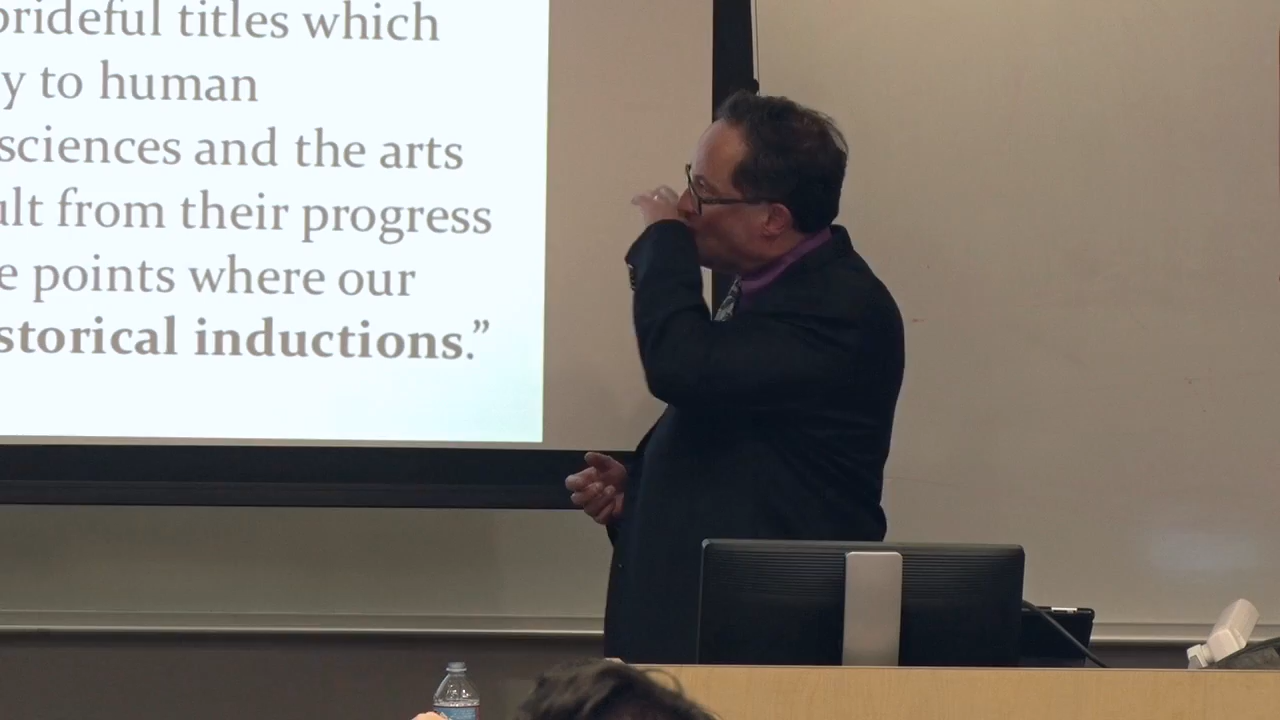 prideful titles which
y to human
sciences and the arts
ult from their progress
e points where our
storical inductions.”